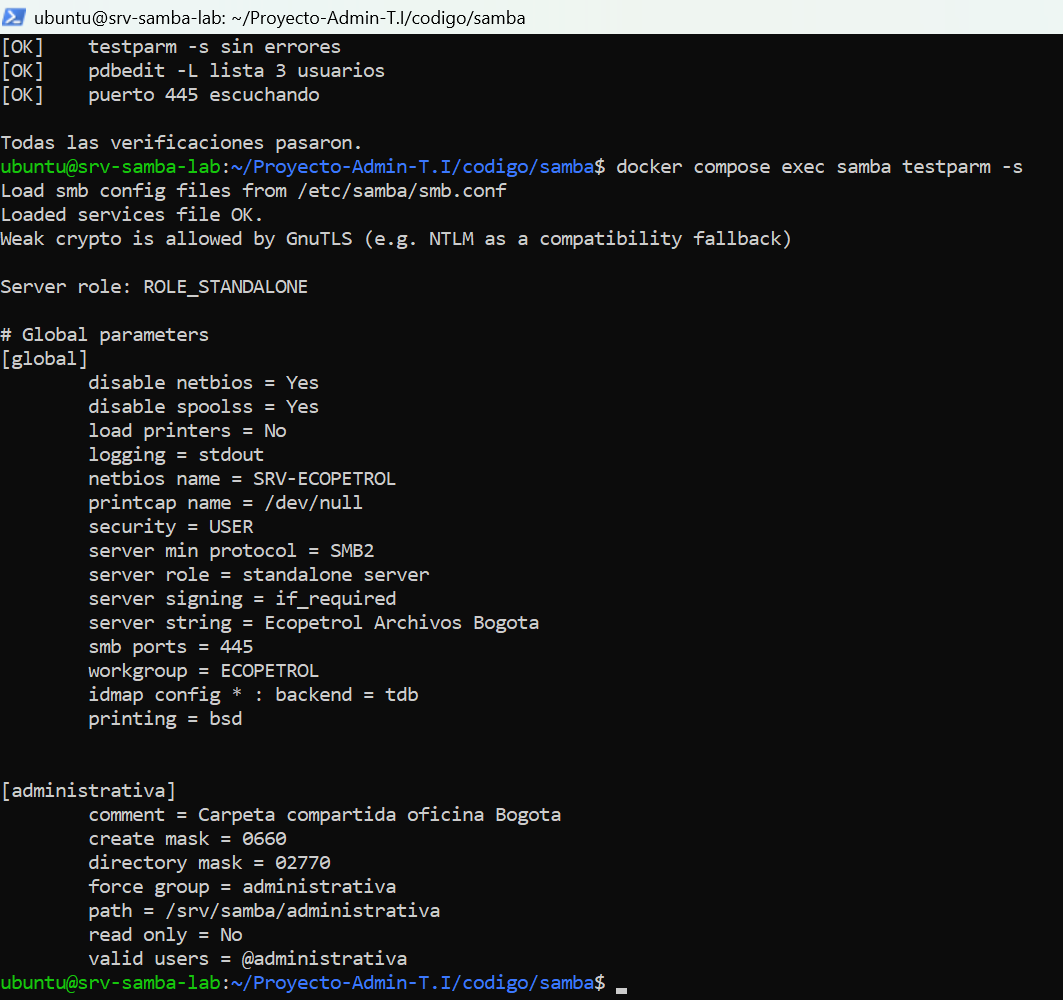 ubuntu@srv-samba-lab: ~/Proyecto-Admin-T.I/codigo/samba
[OK]    testparm -s sin errores
[OK]    pdbedit -L lista 3 usuarios
[OK]    puerto 445 escuchando
Todas las verificaciones pasaron.
ubuntu@srv-samba-lab:~/Proyecto-Admin-T.I/codigo/samba$ docker compose exec samba testparm -s
Load smb config files from /etc/samba/smb.conf
Loaded services file OK.
Weak crypto is allowed by GnuTLS (e.g. NTLM as a compatibility fallback)
Server role: ROLE_STANDALONE
# Global parameters
[global]
        disable netbios = Yes
        disable spoolss = Yes
        load printers = No
        logging = stdout
        netbios name = SRV-ECOPETROL
        printcap name = /dev/null
        security = USER
        server min protocol = SMB2
        server role = standalone server
        server signing = if_required
        server string = Ecopetrol Archivos Bogota
        smb ports = 445
        workgroup = ECOPETROL
        idmap config * : backend = tdb
        printing = bsd
[administrativa]
        comment = Carpeta compartida oficina Bogota
        create mask = 0660
        directory mask = 02770
        force group = administrativa
        path = /srv/samba/administrativa
        read only = No
        valid users = @administrativa
ubuntu@srv-samba-lab:~/Proyecto-Admin-T.I/codigo/samba$